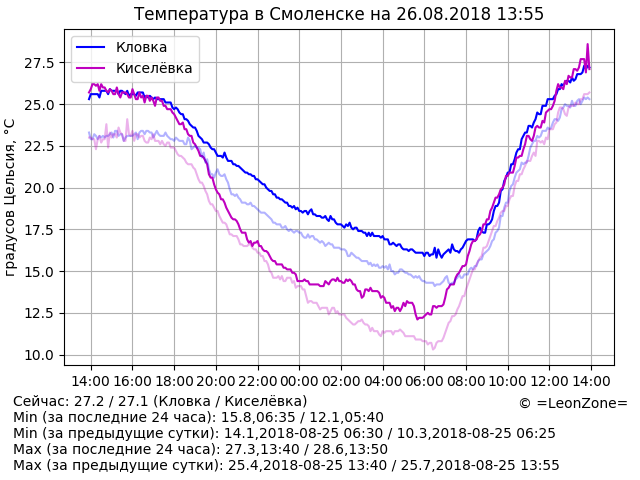 Температура в Смоленске на 26.08.2018 13:55
Кловка
Киселёвка
градусов Цельсия, °C
27.5
25.0
22.5
20.0
17.5
15.0
12.5
10.0
14:00 16:00 18:00 20:00 22:00 00:00 02:00 04:00 06:00 08:00 10:00 12:00 14:00
Сейчас: 27.2 / 27.1 (Кловка / Киселёвка)
© =LeonZone=
Min (за последние 24 часа): 15.8,06:35 / 12.1,05:40
Min (за предыдущие сутки): 14.1,2018-08-25 06:30 / 10.3,2018-08-25 06:25
Max (за последние 24 часа): 27.3,13:40 / 28.6,13:50
Max (за предыдущие сутки): 25.4,2018-08-25 13:40 / 25.7,2018-08-25 13:55